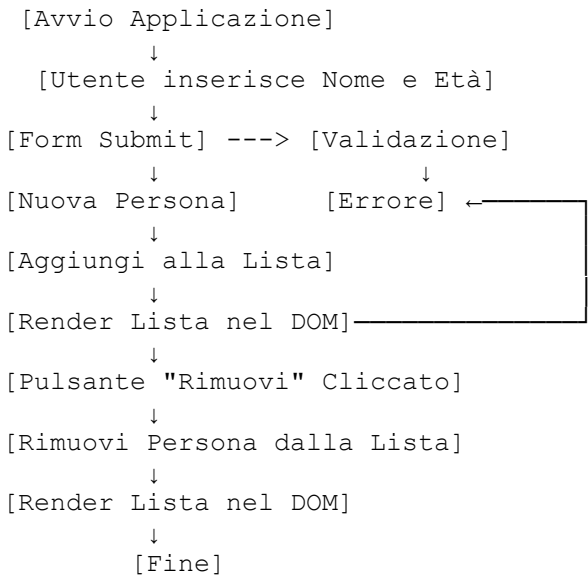 [Avvio Applicazione]
↓
[Utente inserisce Nome e Età]
↓
[Form Submit] ---> [Validazione]
↓ ↓
[Nuova Persona] [Errore] ←
↓
[Aggiungi alla Lista]
↓
[Render Lista nel DOM]
↓
[Pulsante "Rimuovi" Cliccato]
↓
[Rimuovi Persona dalla Lista]
↓
[Render Lista nel DOM]
↓
[Fine]